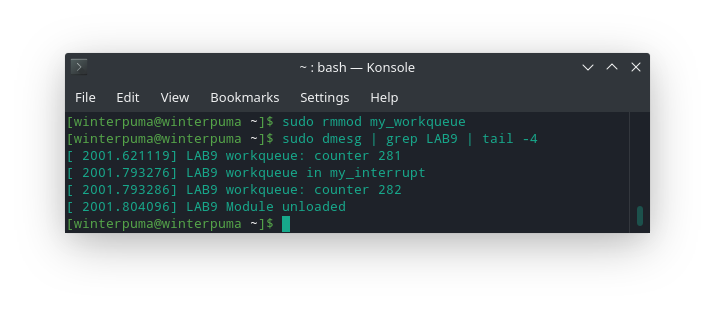 ~ : bash — Konsole
File Edit View Bookmarks Settings Help
[winterpuma@winterpuma ~]$ sudo rmmod my_workqueue
[winterpuma@winterpuma ~]$ sudo dmesg | grep LAB9 | tail -4
[ 2001.621119] LAB9 workqueue: counter 281
[ 2001.793276] LAB9 workqueue in my_interrupt
[ 2001.793286] LAB9 workqueue: counter 282
[ 2001.804096] LAB9 Module unloaded
[winterpuma@winterpuma ~]$